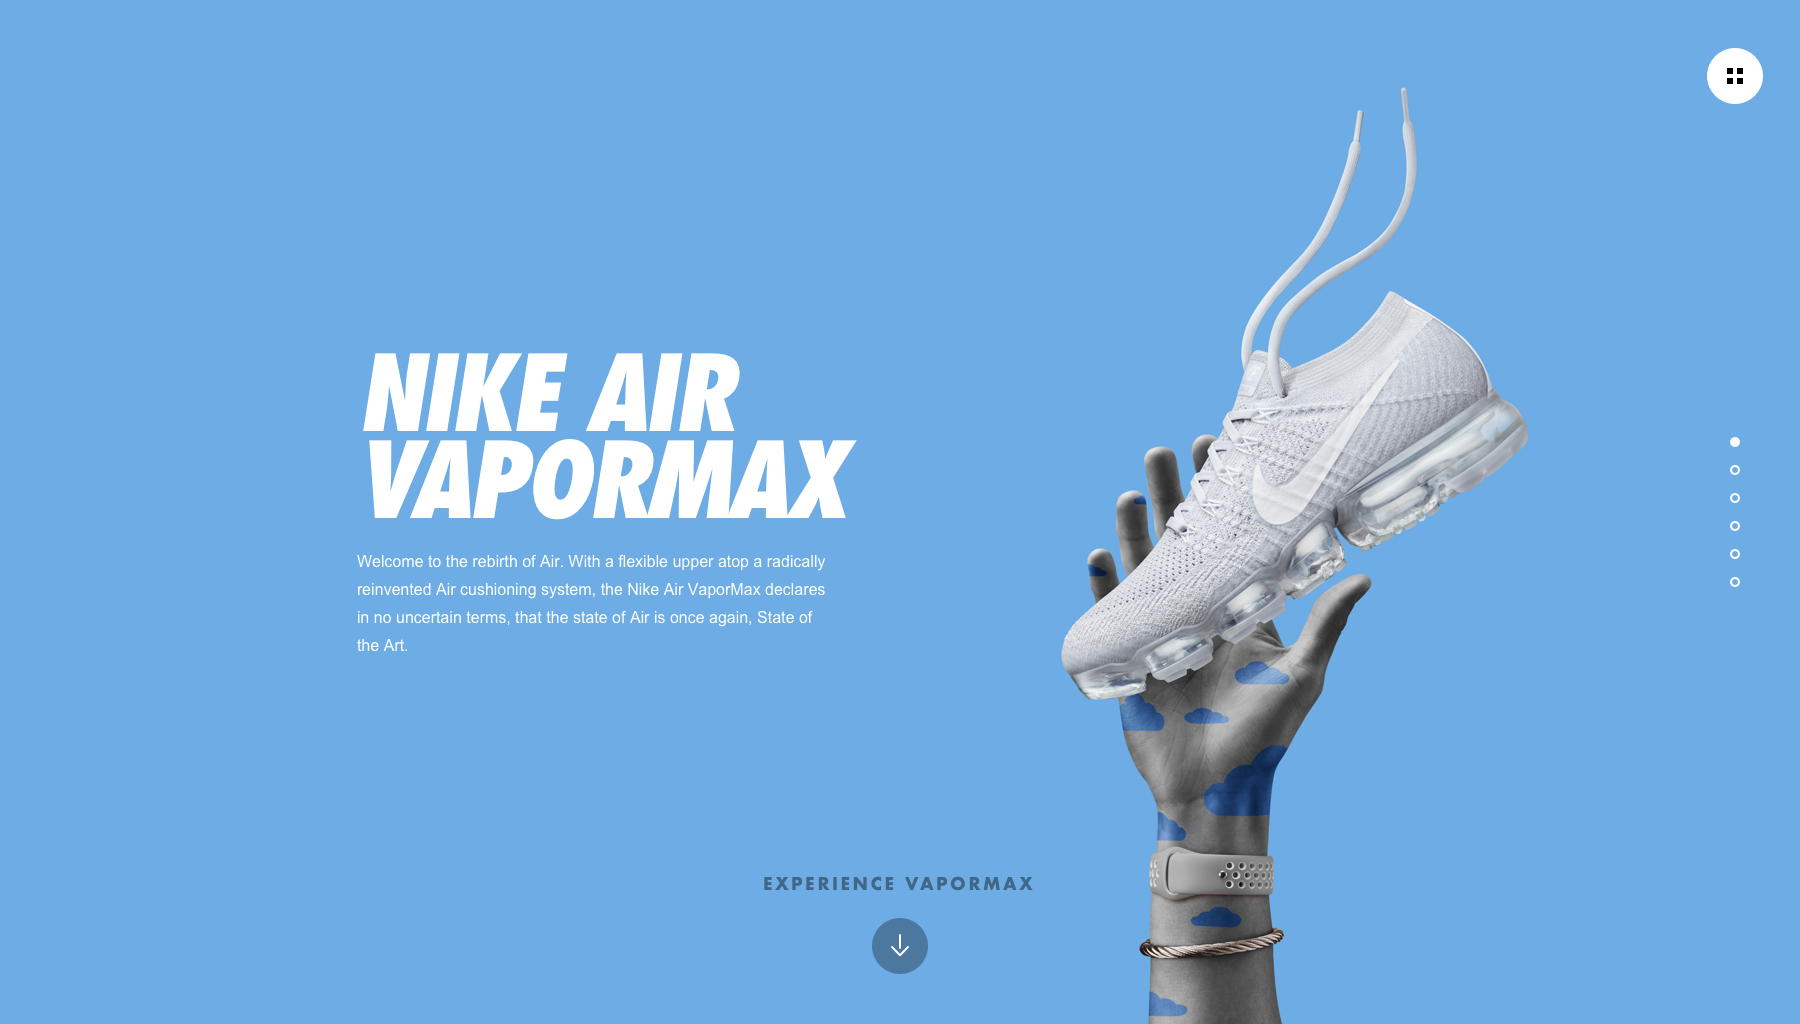 NIKE AIR
VAPORMAX
Welcome to the rebirth of Air. With a flexible upper atop a radically
reinvented Air cushioning system, the Nike Air VaporMax declares
in no uncertain terms, that the state of Air is once again, State of
the Art.
EXPERIENCE VAPORMAX